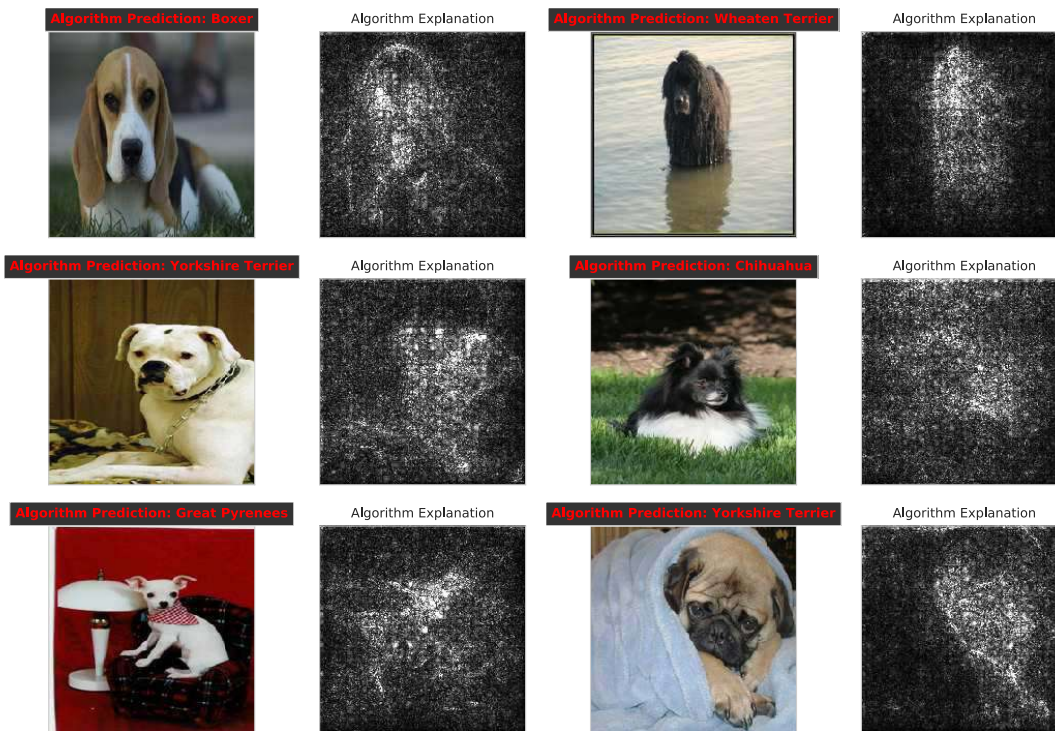 Algorithm Prediction: Boxer
Algorithm Explanation
Algorithm Prediction: Wheaten Terrier
Algorithm Explanation
Algorithm Prediction: Yorkshire Terrier
Algorithm Explanation
Algorithm Prediction: Chihuahua
Algorithm Explanation
Algorithm Prediction: Great Pyrenees
Algorithm Explanation
Algorithm Prediction: Yorkshire Terrier
Algorithm Explanation